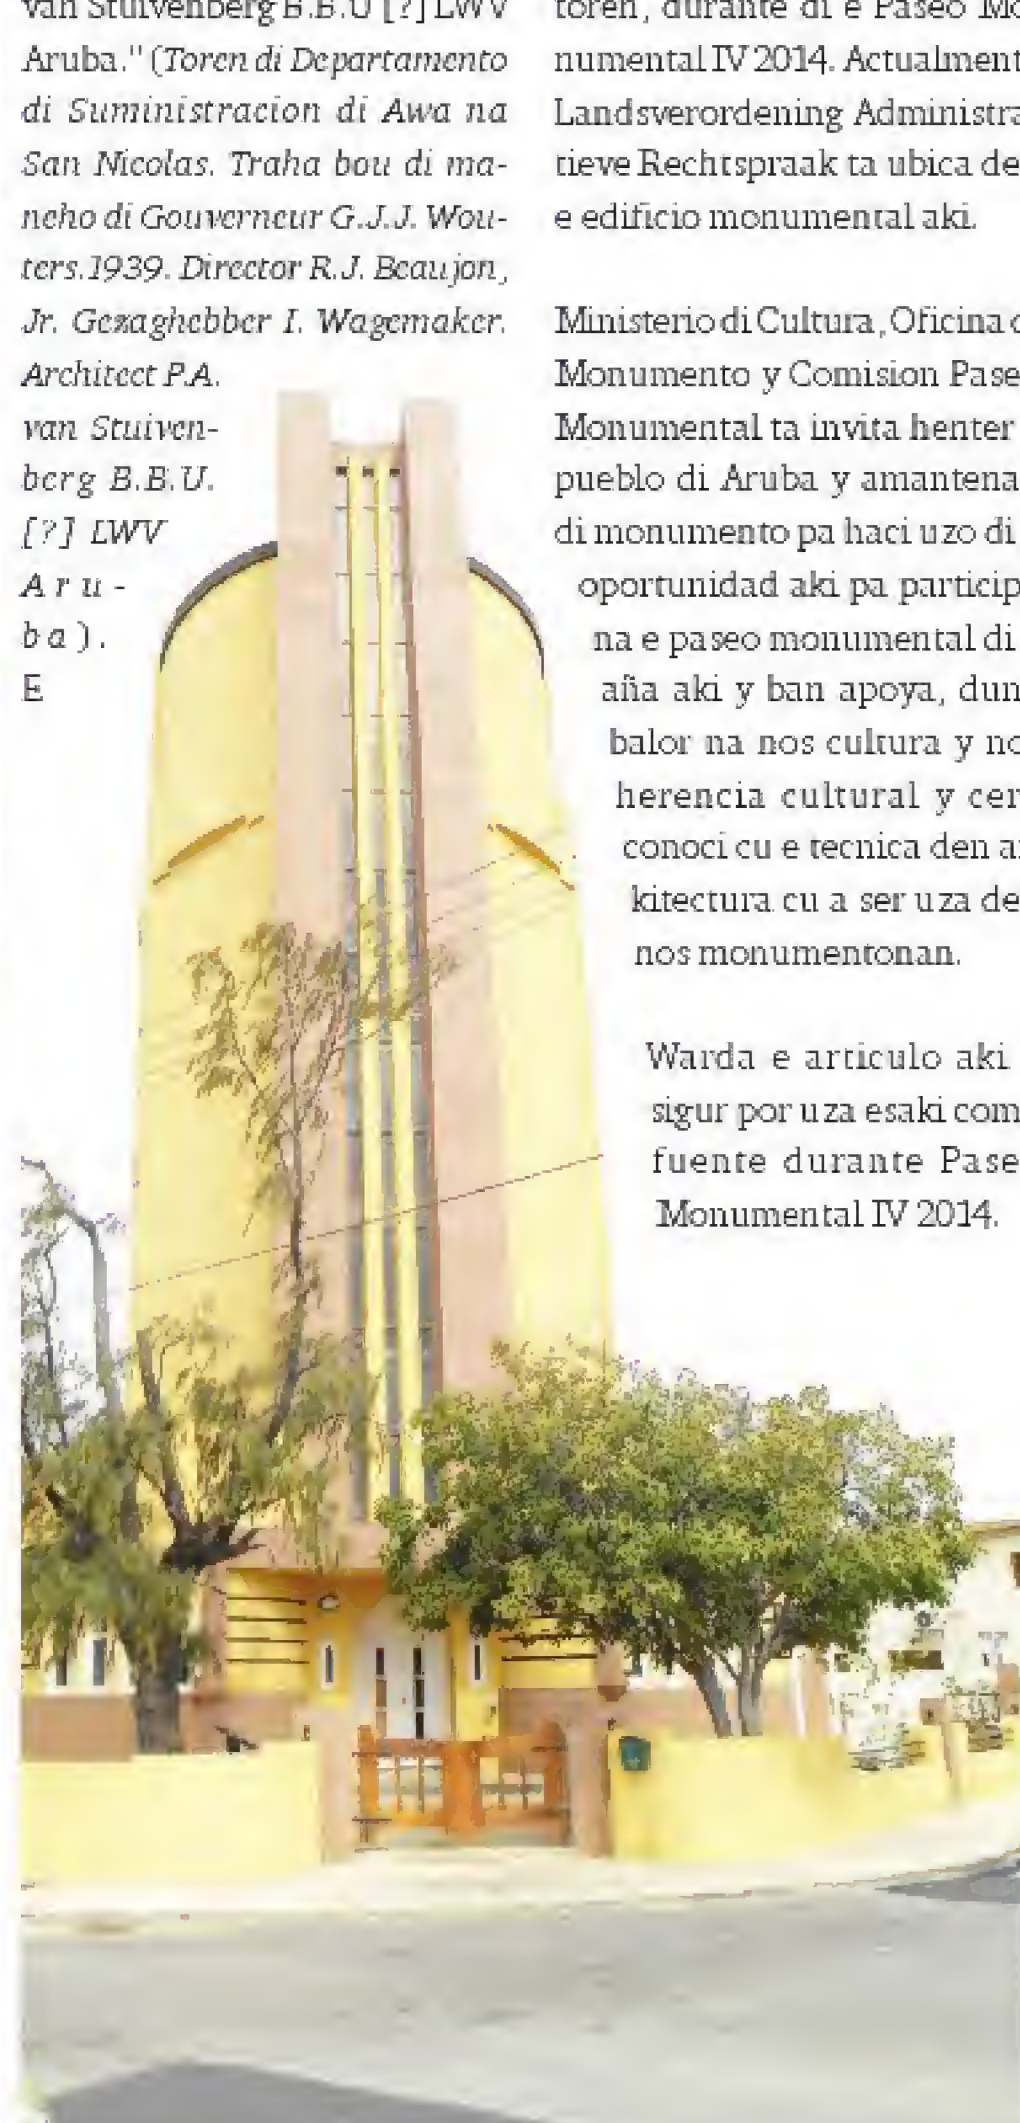 van Stuivenberg B.B.U [?] LWV
Aruba." (Toren di Departamento
di Suministracion di Awa na
San Nicolas. Traha bou di ma-
neho di Gouverneur G.J.J. Wou-
ters.1939. Director R.J. Beaujon,
Jr. Gezaghebber I. Wagemaker.
Architect P.A.
van Stuiven-
berg B.B.U.
[?] LWV
Aru-
ba).
E
toren, durante di e Paseo Mo
numental IV 2014. Actualment
Landsverordening Administra
tieve Rechtspraak ta ubica de
e edificio monumental aki.
Ministerio di Cultura, Oficina d
Monumento y Comision Pase
Monumental ta invita henter
pueblo di Aruba y amantena
di monumento pa haci uzo di
oportunidad aki pa particip
na e paseo monumental di
aña aki y ban apoya, dun
balor na nos cultura y no
herencia cultural y cer
conoci cu e tecnica den ar
kitectura cu a ser uza de
nos monumentonan.
Warda e articulo aki
sigur por uza esaki com
fuente durante Pase
Monumental IV 2014.